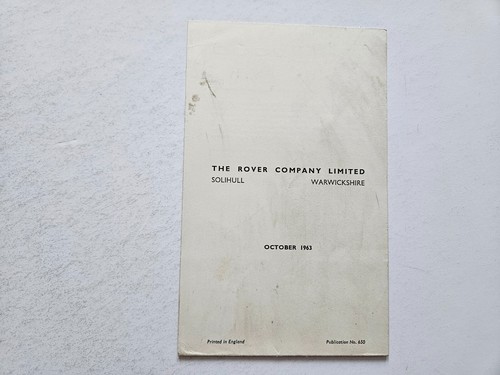 THE ROVER COMPANY LIMITED
SOLIHULL WARWICKSHIRE
OCTOBER 1963
Printed in England Publication No. 650